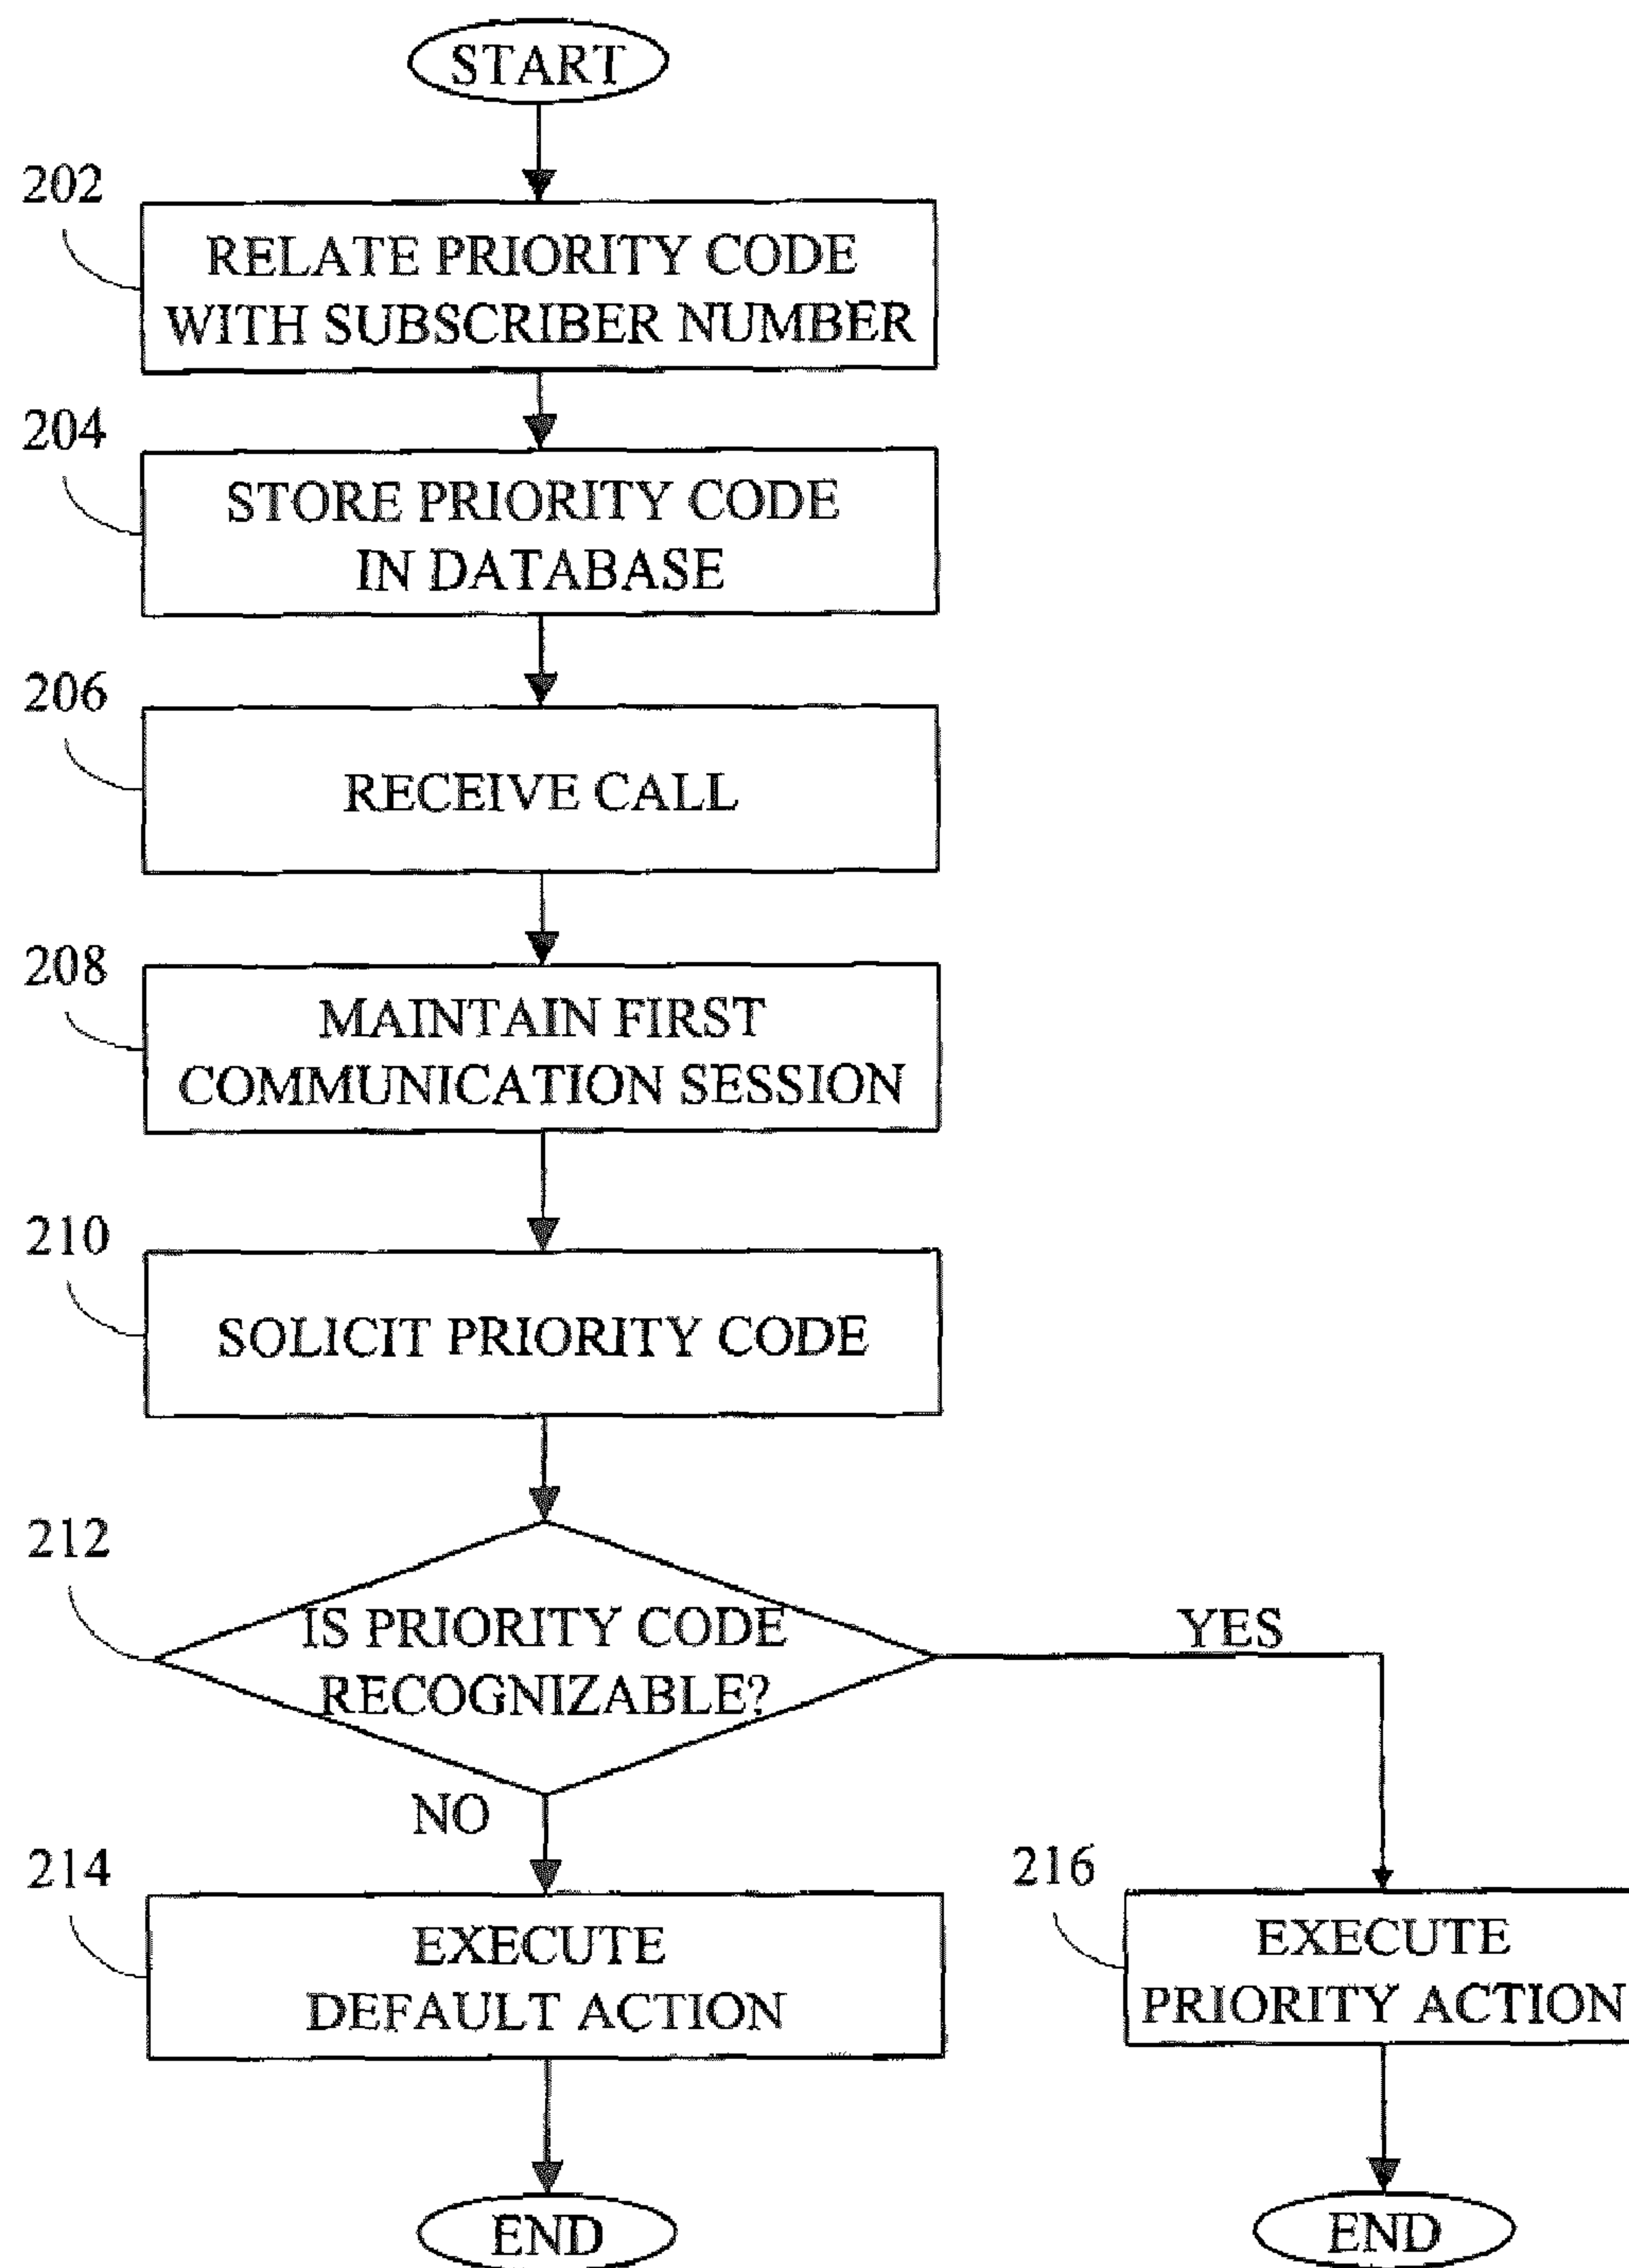 START
202
RELATE PRIORITY CODE
WITH SUBSCRIBER NUMBER
204
STORE PRIORITY CODE
IN DATABASE
206
RECEIVE CALL
208
MAINTAIN FIRST
COMMUNICATION SESSION
210
SOLICIT PRIORITY CODE
212
IS PRIORITY CODE
RECOGNIZABLE?
YES
NO
214
EXECUTE
DEFAULT ACTION
216
EXECUTE
PRIORITY ACTION
END
END